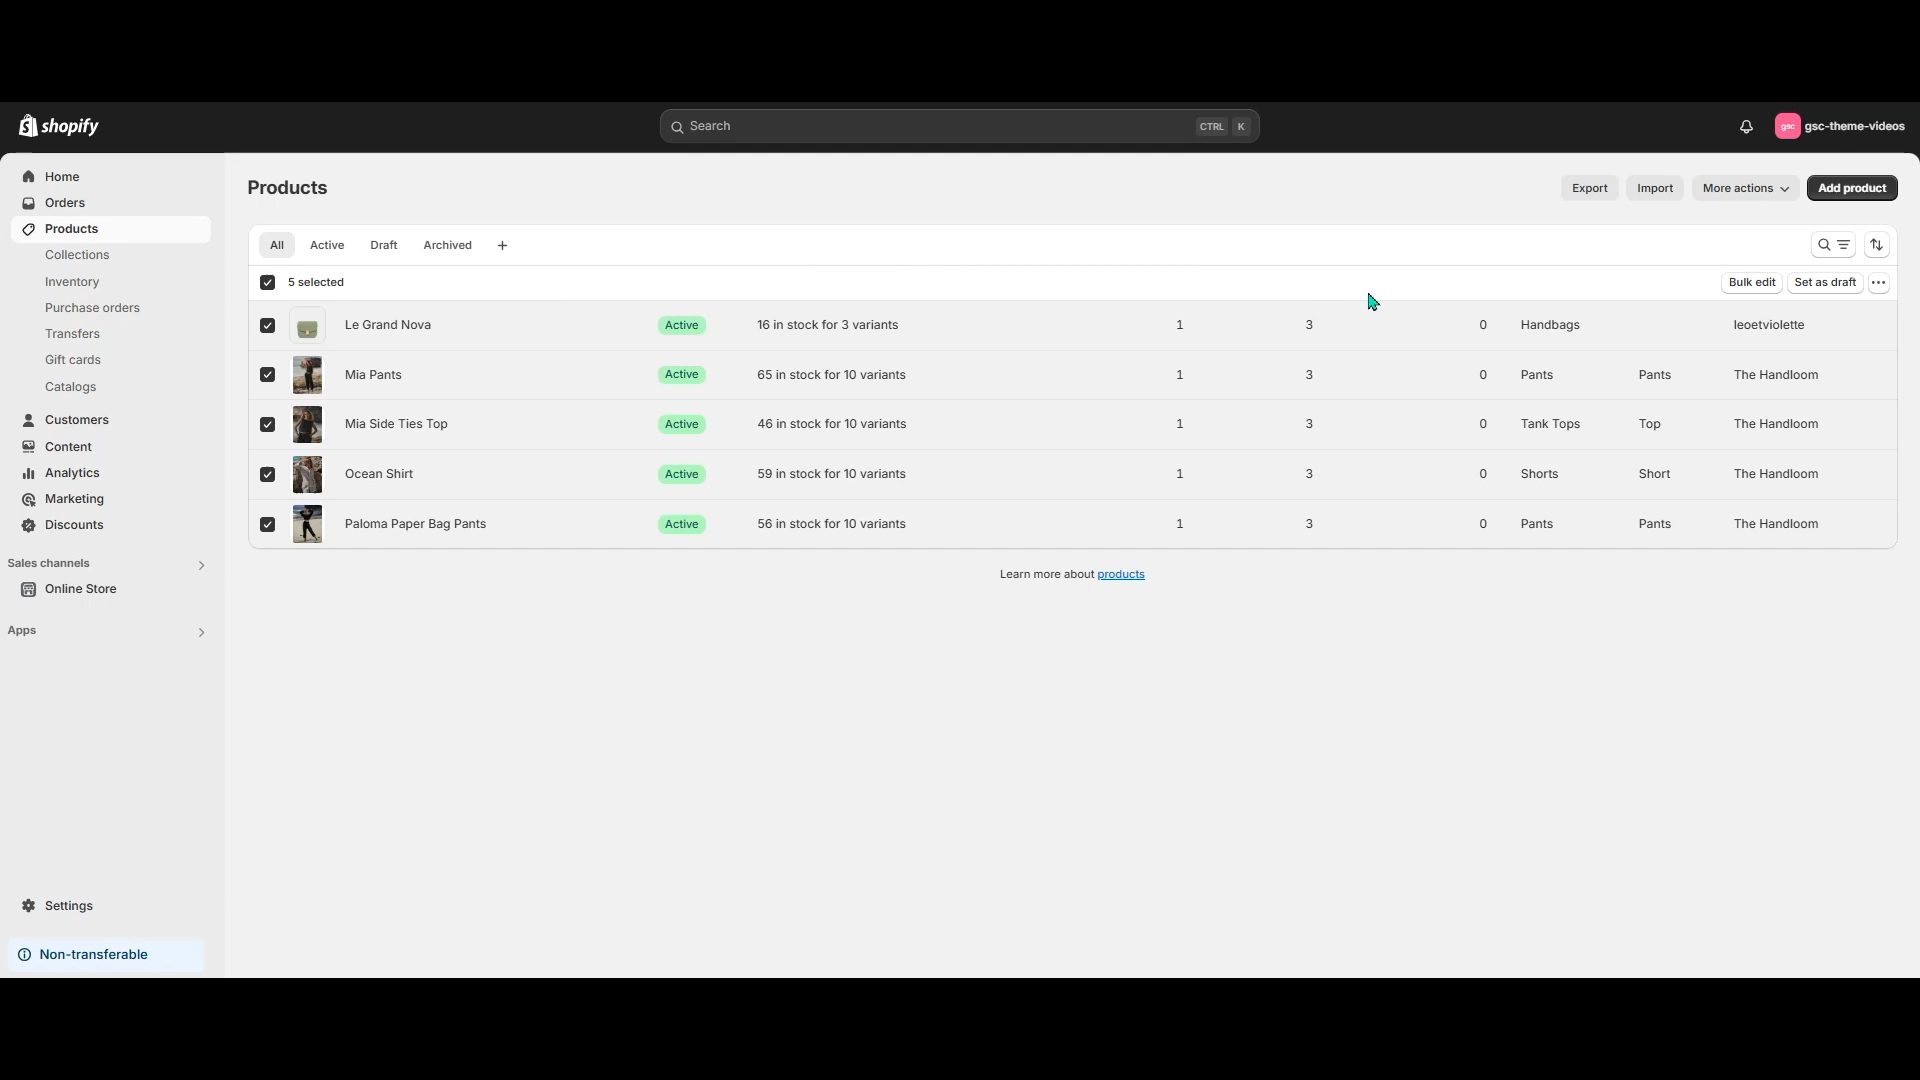 shopify
Search CTRL K
gsc gsc-theme-videos
Home
Orders
Products
Collections
Inventory
Purchase orders
Transfers
Gift cards
Catalogs
Customers
Content
Analytics
Marketing
Discounts
Sales channels
Online Store
Apps
Settings
Non-transferable
Products
Export Import More actions Add product
All Active Draft Archived +
5 selected Bulk edit Set as draft
Le Grand Nova Active 16 in stock for 3 variants 1 3 0 Handbags leoetviolette
Mia Pants Active 65 in stock for 10 variants 1 3 0 Pants Pants The Handloom
Mia Side Ties Top Active 46 in stock for 10 variants 1 3 0 Tank Tops Top The Handloom
Ocean Shirt Active 59 in stock for 10 variants 1 3 0 Shorts Short The Handloom
Paloma Paper Bag Pants Active 56 in stock for 10 variants 1 3 0 Pants Pants The Handloom
Learn more about products